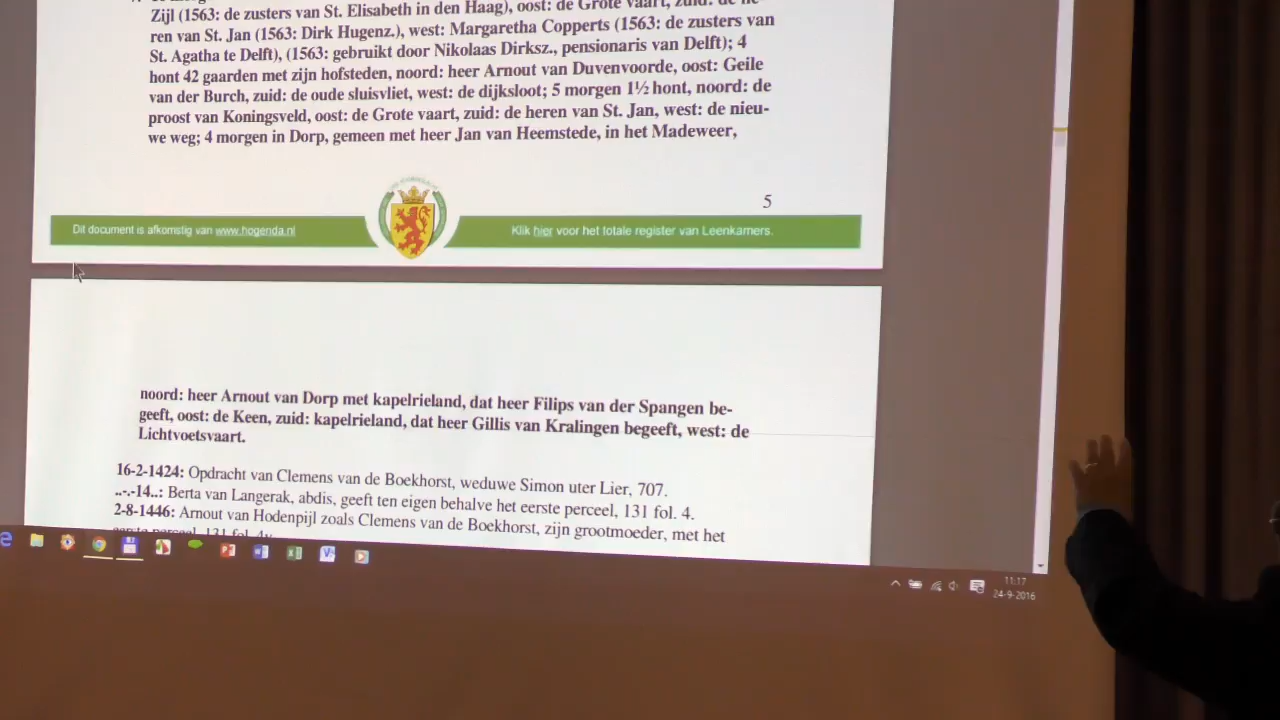 Zijl (1563: de zusters van St. Elisabeth in den Haag), oost: de Grote vaart, zuid: de he-
ren van St. Jan (1563: Dirk Hugenz.), west: Margaretha Copperts (1563: de zusters van
St. Agatha te Delft), (1563: gebruikt door Nikolaas Dirksz., pensionaris van Delft); 4
hont 42 gaarden met zijn hofsteden, noord: heer Arnout van Duvenvoorde, oost: Geile
van der Burch, zuid: de oude sluisvliet, west: de dijksloot; 5 morgen 1½ hont, noord: de
proost van Koningsveld, oost: de Grote vaart, zuid: de heren van St. Jan, west: de nieu-
we weg; 4 morgen in Dorp, gemeen met heer Jan van Heemstede, in het Madeweer,
5
Dit document is afkomstig van www.hogenda.nl
Klik hier voor het totale register van Leenkamers.
noord: heer Arnout van Dorp met kapelrieland, dat heer Filips van der Spangen be-
geeft, oost: de Keen, zuid: kapelrieland, dat heer Gillis van Kralingen begeeft, west: de
Lichtvoetsvaart.
16-2-1424: Opdracht van Clemens van de Boekhorst, weduwe Simon uter Lier, 707.
..-.-14..: Berta van Langerak, abdis, geeft ten eigen behalve het eerste perceel, 131 fol. 4.
2-8-1446: Arnout van Hodenpijl zoals Clemens van de Boekhorst, zijn grootmoeder, met het
eerste perceel, 131 fol. 4v
11:17
24-9-2016